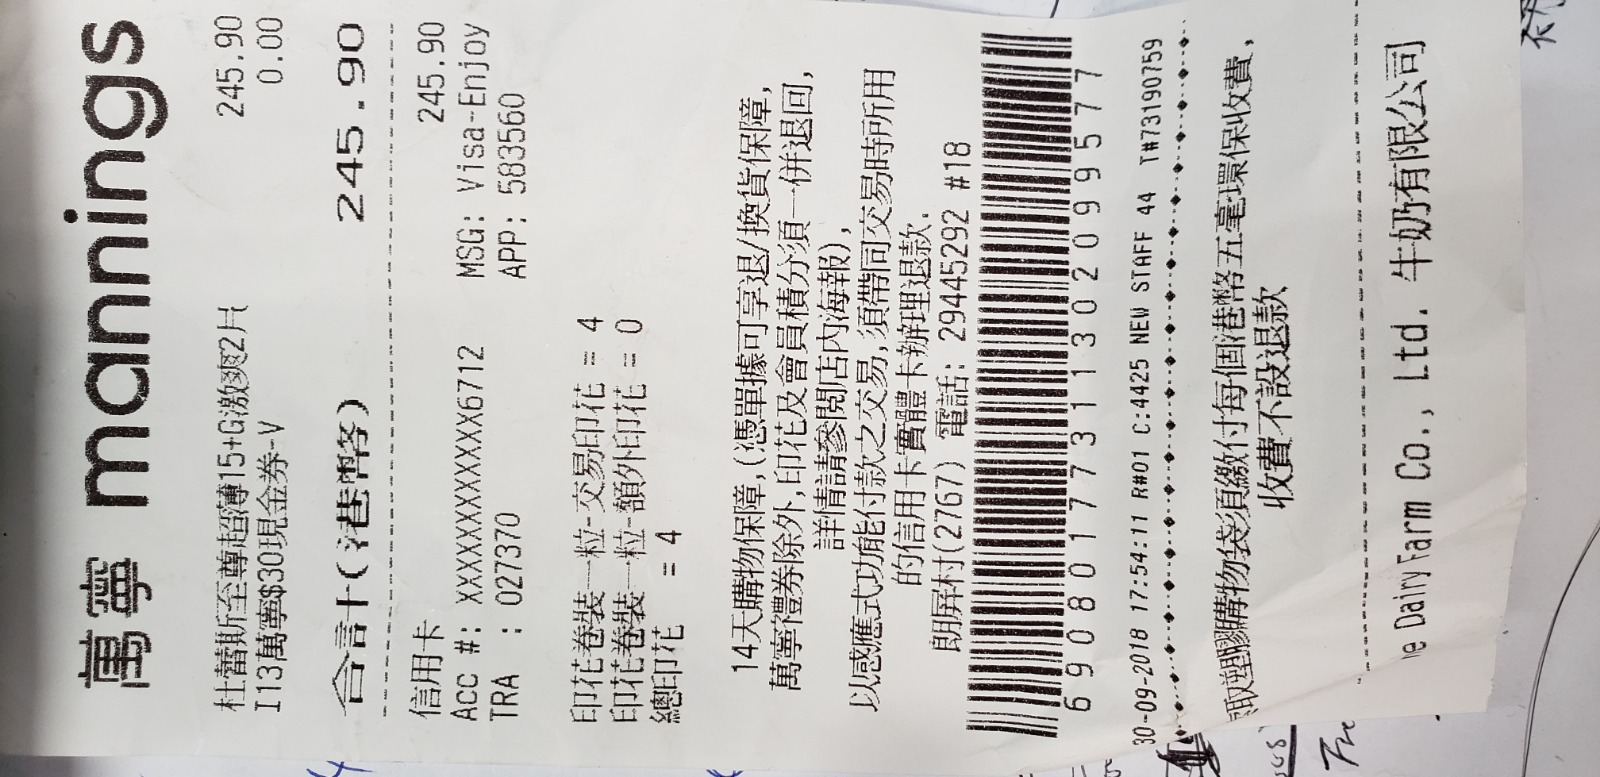 萬寧 mannings
杜蕾斯至尊超薄15+G激爽2片 245.90
I13萬寧$30現金券-V 0.00
合計(港幣) 245.90
信用卡 245.90
ACC #: XXXXXXXXXXXX6712 MSG: Visa-Enjoy
TRA : 027370 APP: 583560
印花卷裝一粒-交易印花 = 4
印花卷裝一粒-額外印花 = 0
總印花 = 4
14天購物保障,(憑單據可享退/換貨保障,
萬寧禮券除外,印花及會員積分須一併退回,
詳情請參閱店內海報),
以感應式功能付款之交易,須帶同交易時所用
的信用卡實體卡辦理退款.
朗屏村(2767) 電話: 29445292 #18
69080177311302099577
30-09-2018 17:54:11 R#01 C:4425 NEW STAFF 44 T#73190759
取塑膠購物袋須繳付每個港幣五毫環保收費,
收費不設退款
e Dairy Farm Co., Ltd. 牛奶有限公司